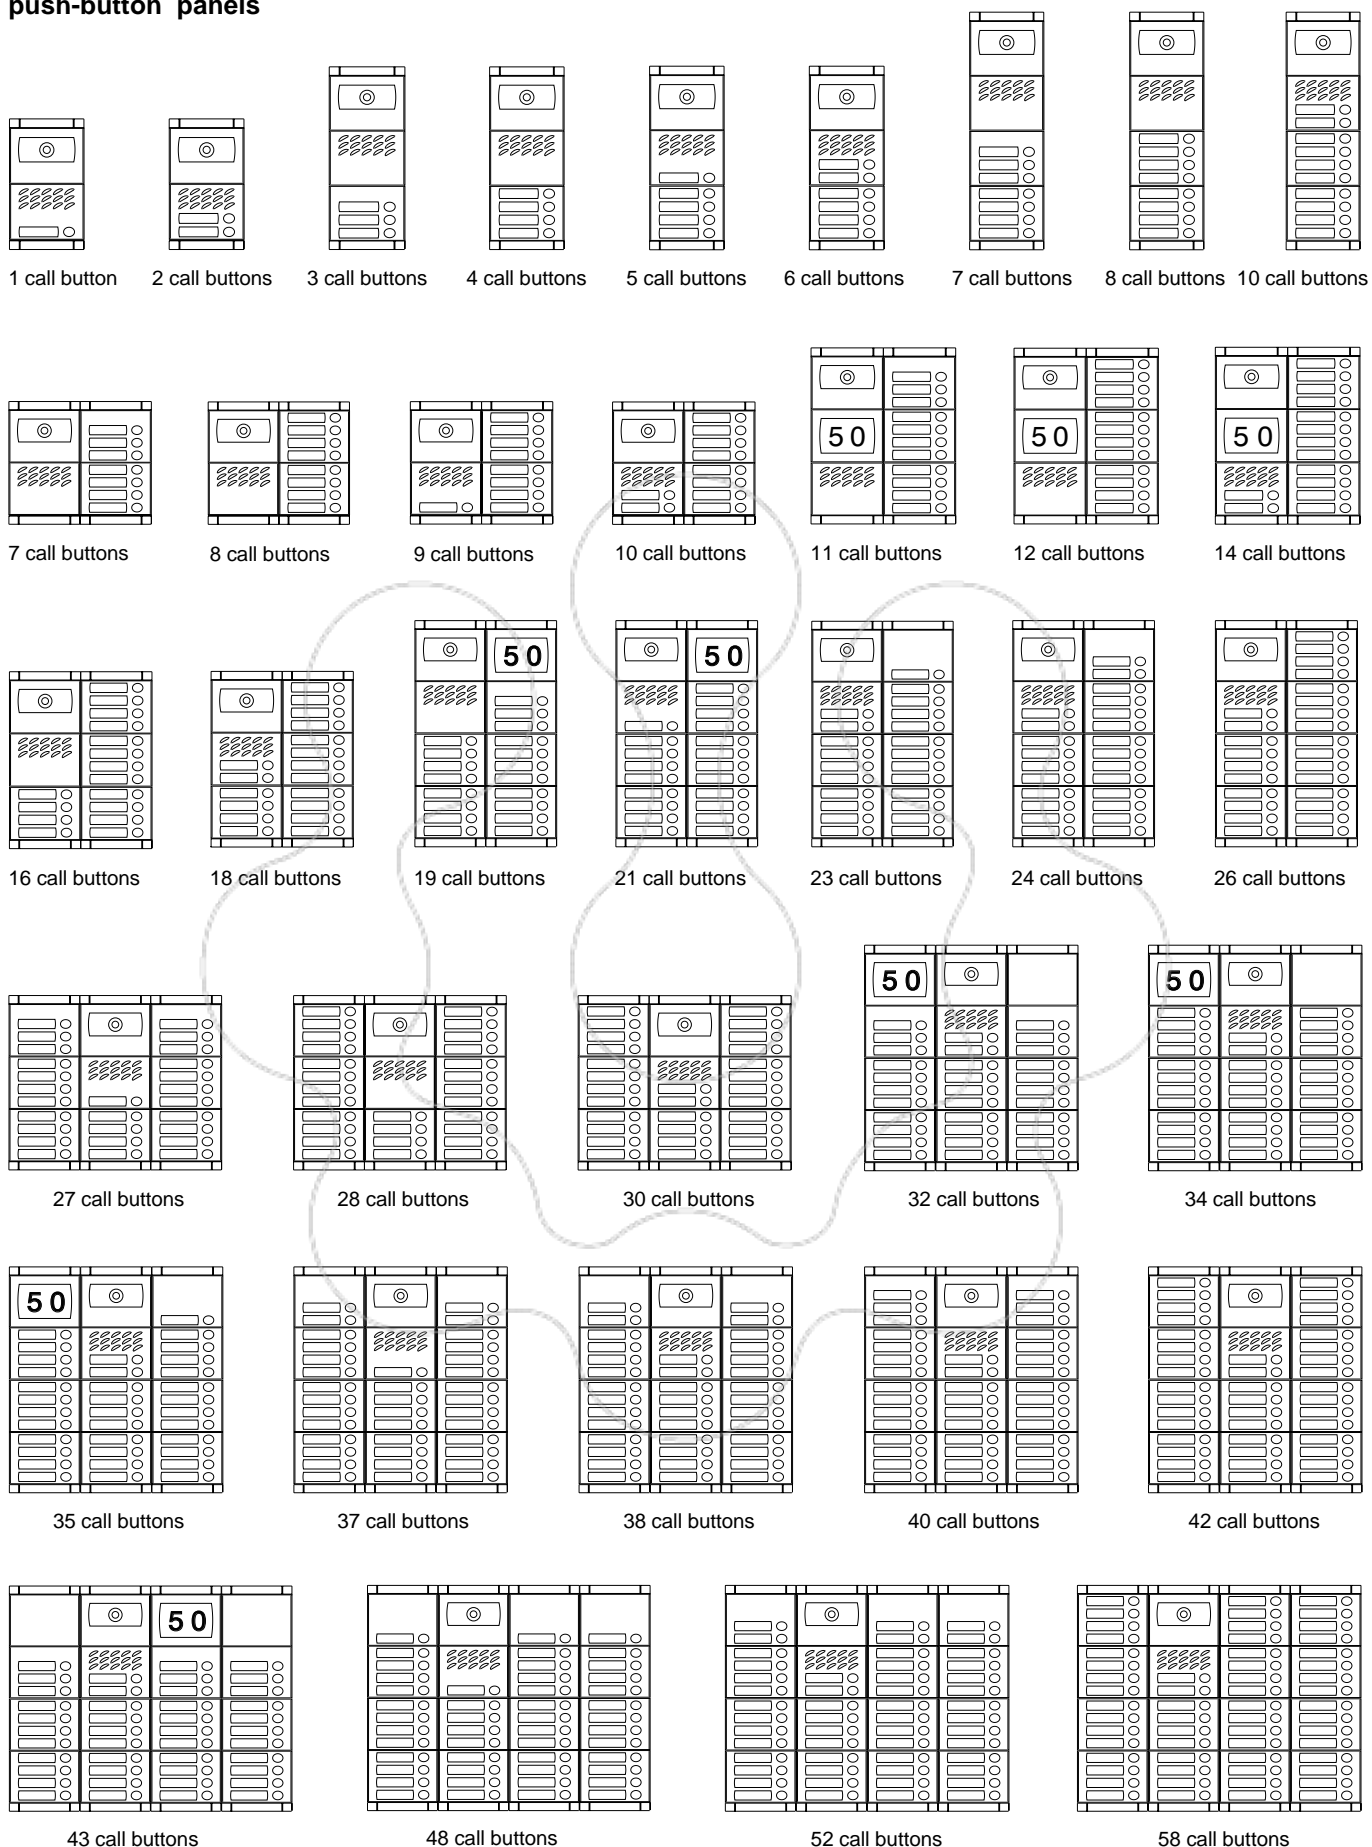 push-button panels
1 call button 2 call buttons 3 call buttons 4 call buttons 5 call buttons 6 call buttons 7 call buttons 8 call buttons 10 call buttons
50 50 50
7 call buttons 8 call buttons 9 call buttons 10 call buttons 11 call buttons 12 call buttons 14 call buttons
50 50
16 call buttons 18 call buttons 19 call buttons 21 call buttons 23 call buttons 24 call buttons 26 call buttons
50 50
27 call buttons 28 call buttons 30 call buttons 32 call buttons 34 call buttons
50
35 call buttons 37 call buttons 38 call buttons 40 call buttons 42 call buttons
50
43 call buttons 48 call buttons 52 call buttons 58 call buttons